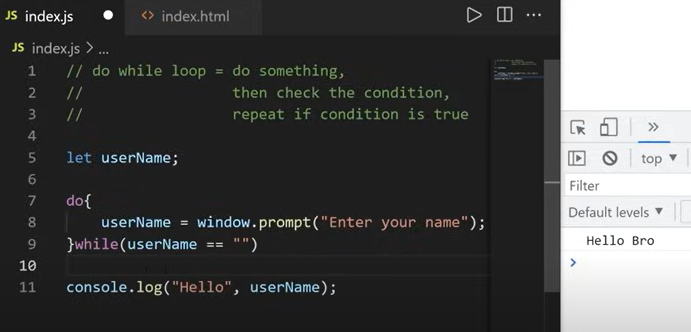 JS index.js
<> index.html
JS index.js > ...
1 // do while loop = do something,
2 //                 then check the condition,
3 //                 repeat if condition is true
4
5 let userName;
6
7 do{
8     userName = window.prompt("Enter your name");
9 }while(userName == "")
10
11 console.log("Hello", userName);
top ▼
Filter
Default levels ▼
Hello Bro
>